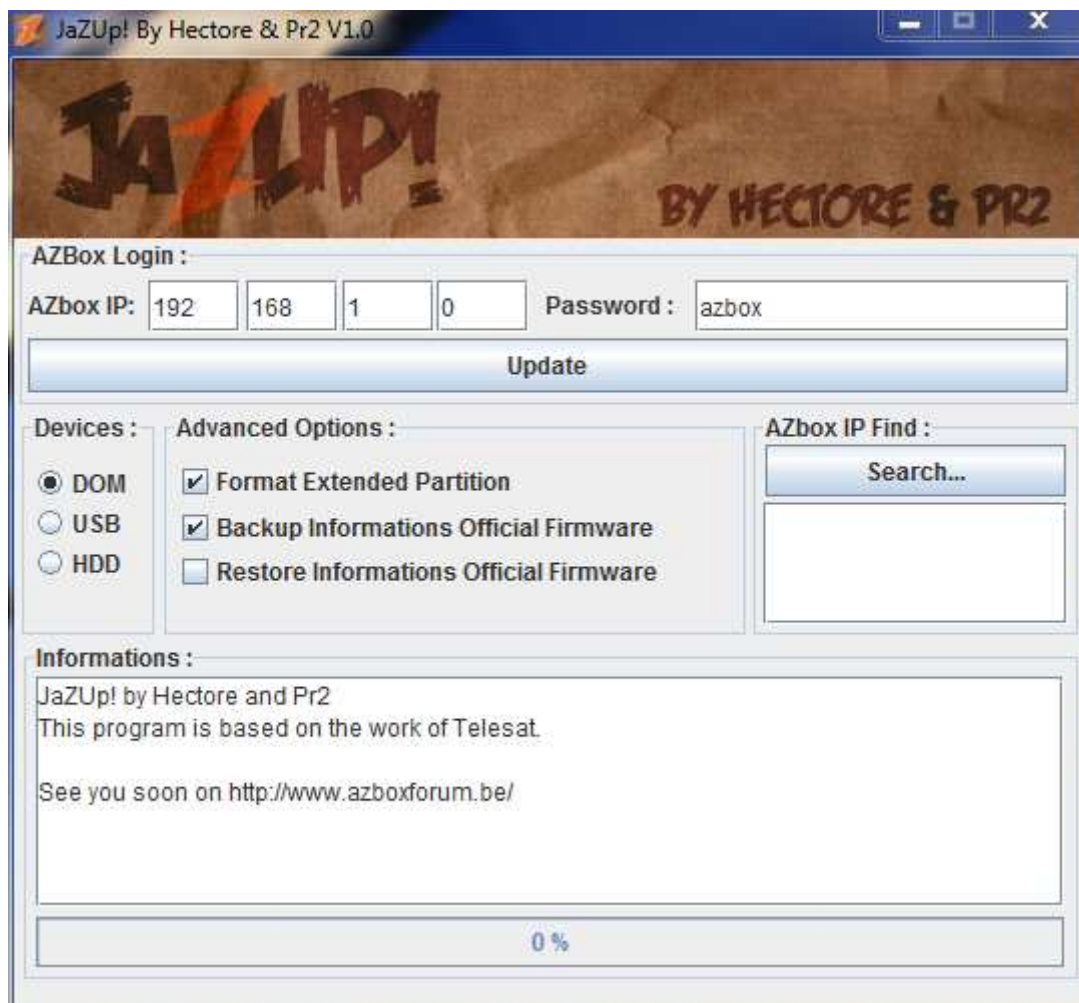 JaZUp! By Hectore & Pr2 V1.0
JAZUP!
BY HECTORE & PR2
AZBox Login :
AZbox IP: 192 168 1 0 Password : azbox
Update
Devices : Advanced Options : AZbox IP Find :
DOM Format Extended Partition Search...
USB Backup Informations Official Firmware
HDD Restore Informations Official Firmware
Informations :
JaZUp! by Hectore and Pr2
This program is based on the work of Telesat.
See you soon on http://www.azboxforum.be/
0 %